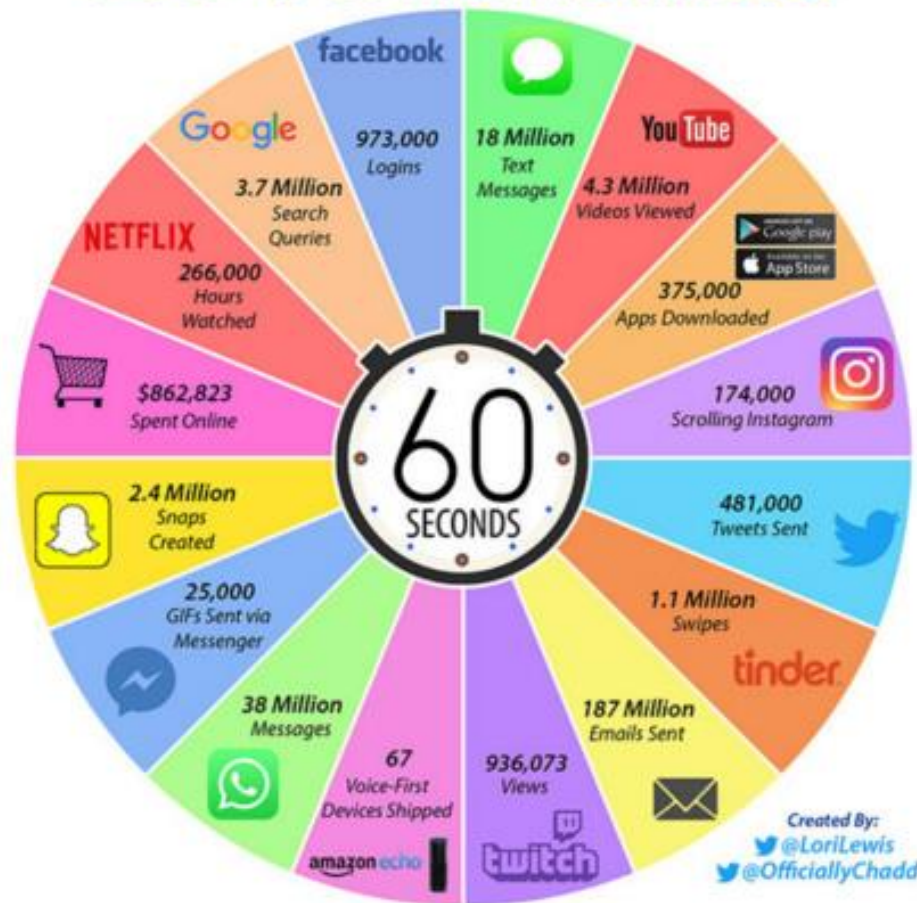 facebook
973,000
Logins
18 Million
Text
Messages
YouTube
4.3 Million
Videos Viewed
Google play
App Store
375,000
Apps Downloaded
174,000
Scrolling Instagram
481,000
Tweets Sent
1.1 Million
Swipes
tinder
187 Million
Emails Sent
936,073
Views
twitch
67
Voice-First
Devices Shipped
amazon echo
38 Million
Messages
25,000
GIFs Sent via
Messenger
2.4 Million
Snaps
Created
$862,823
Spent Online
NETFLIX
266,000
Hours
Watched
Google
3.7 Million
Search
Queries
60
SECONDS
Created By:
@LoriLewis
@OfficiallyChadd